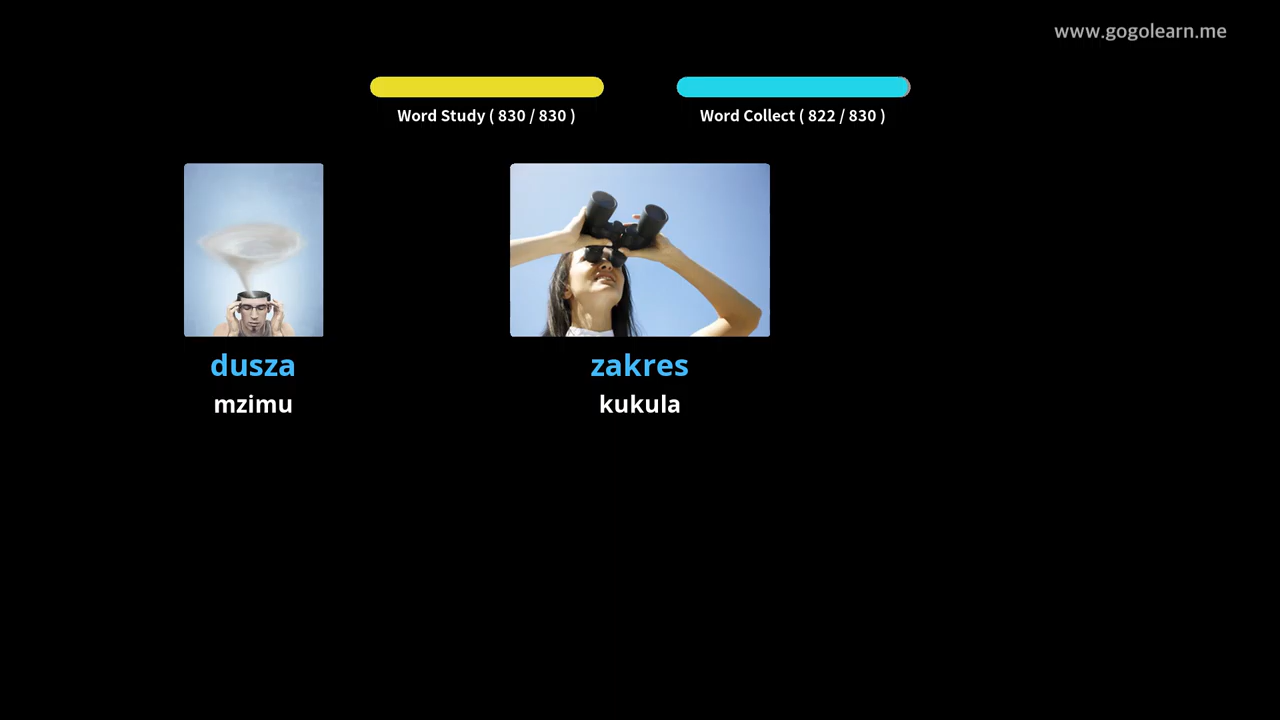 www.gogolearn.me
Word Study ( 830 / 830 )
Word Collect ( 822 / 830 )
dusza
mzimu
zakres
kukula